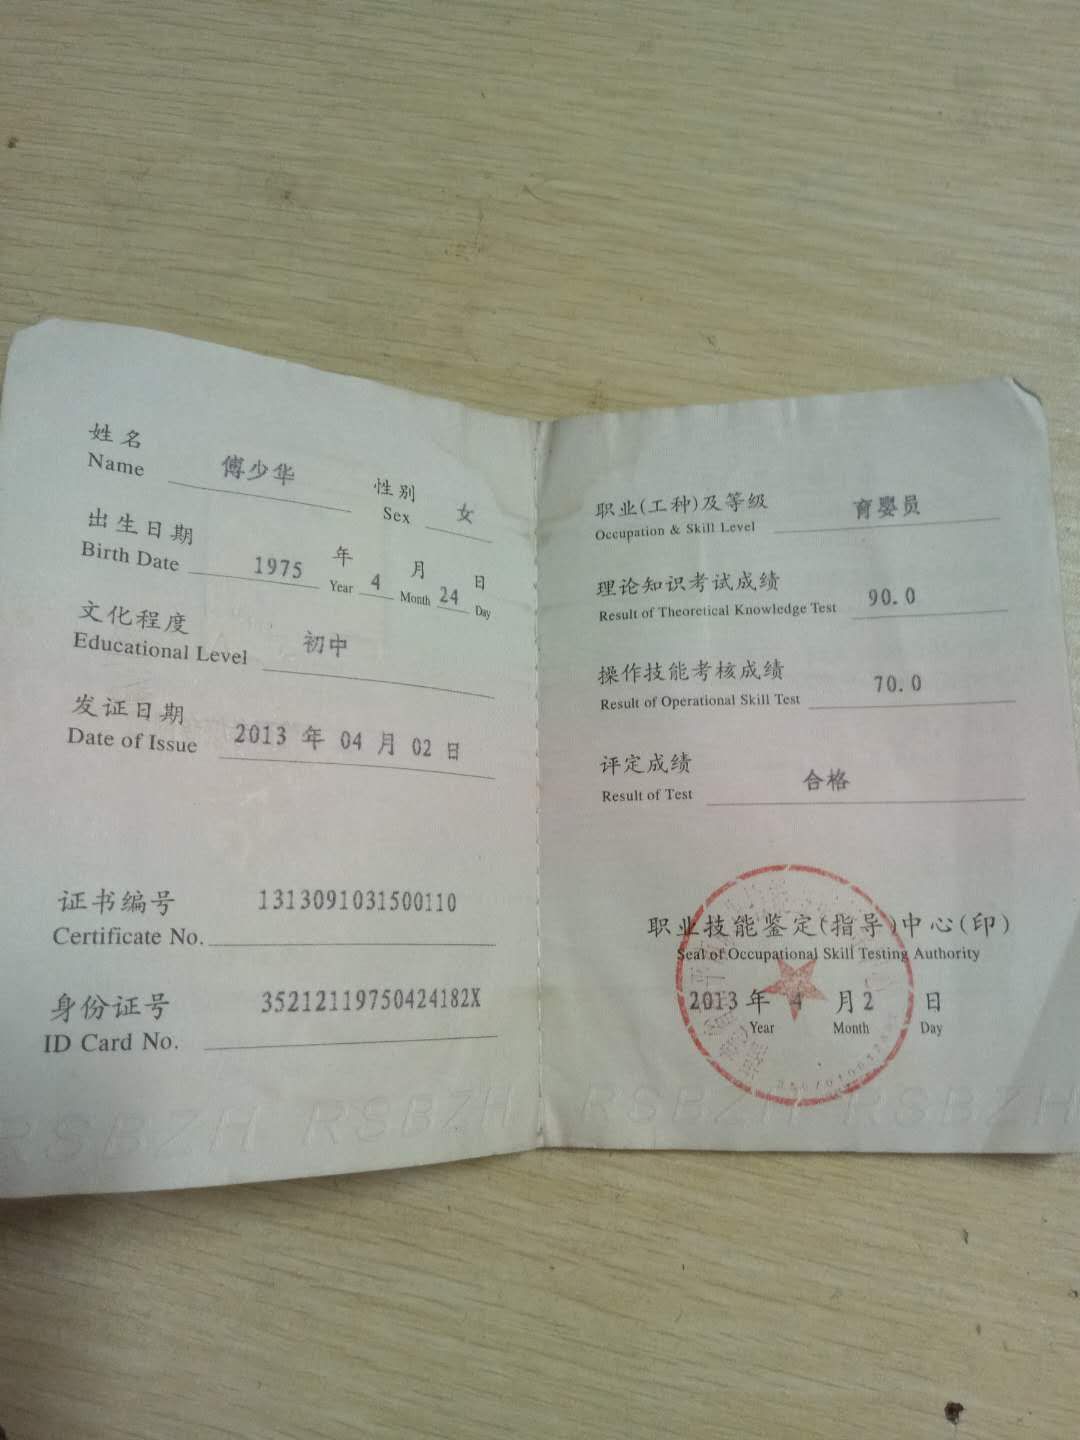 姓名 傅少华 性别 女
Name Sex
出生日期 1975 年 4 月 24 日
Birth Date Year Month Day
文化程度 初中
Educational Level
发证日期 2013 年 04 月 02 日
Date of Issue
证书编号 1313091031500110
Certificate No.
身份证号 35212119750424182X
ID Card No.
RSBZH RSBZH
职业(工种)及等级 育婴员
Occupation & Skill Level
理论知识考试成绩 90.0
Result of Theoretical Knowledge Test
操作技能考核成绩 70.0
Result of Operational Skill Test
评定成绩 合格
Result of Test
职业技能鉴定(指导)中心(印)
Seal of Occupational Skill Testing Authority
2013 年 4 月 2 日
Year Month Day
RSBZH RSBZH